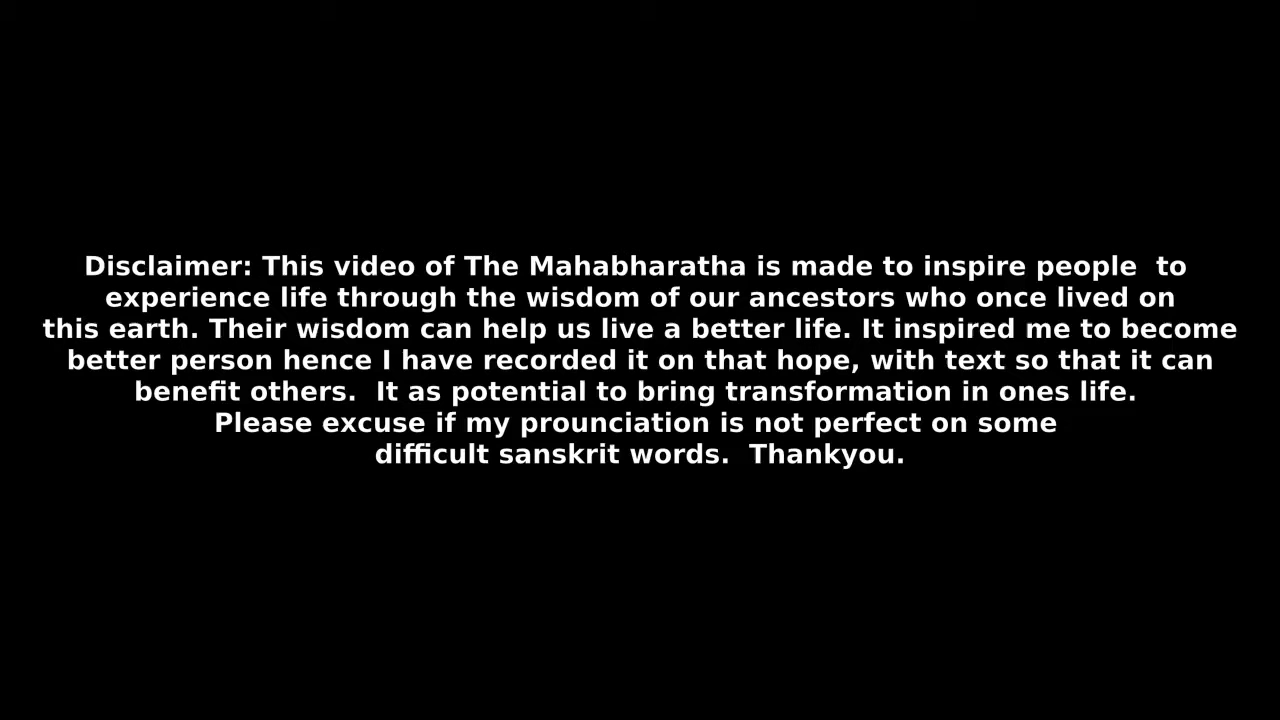 Disclaimer: This video of The Mahabharatha is made to inspire people  to
experience life through the wisdom of our ancestors who once lived on
this earth. Their wisdom can help us live a better life. It inspired me to become
better person hence I have recorded it on that hope, with text so that it can
benefit others.  It as potential to bring transformation in ones life.
Please excuse if my prounciation is not perfect on some
difficult sanskrit words.  Thankyou.